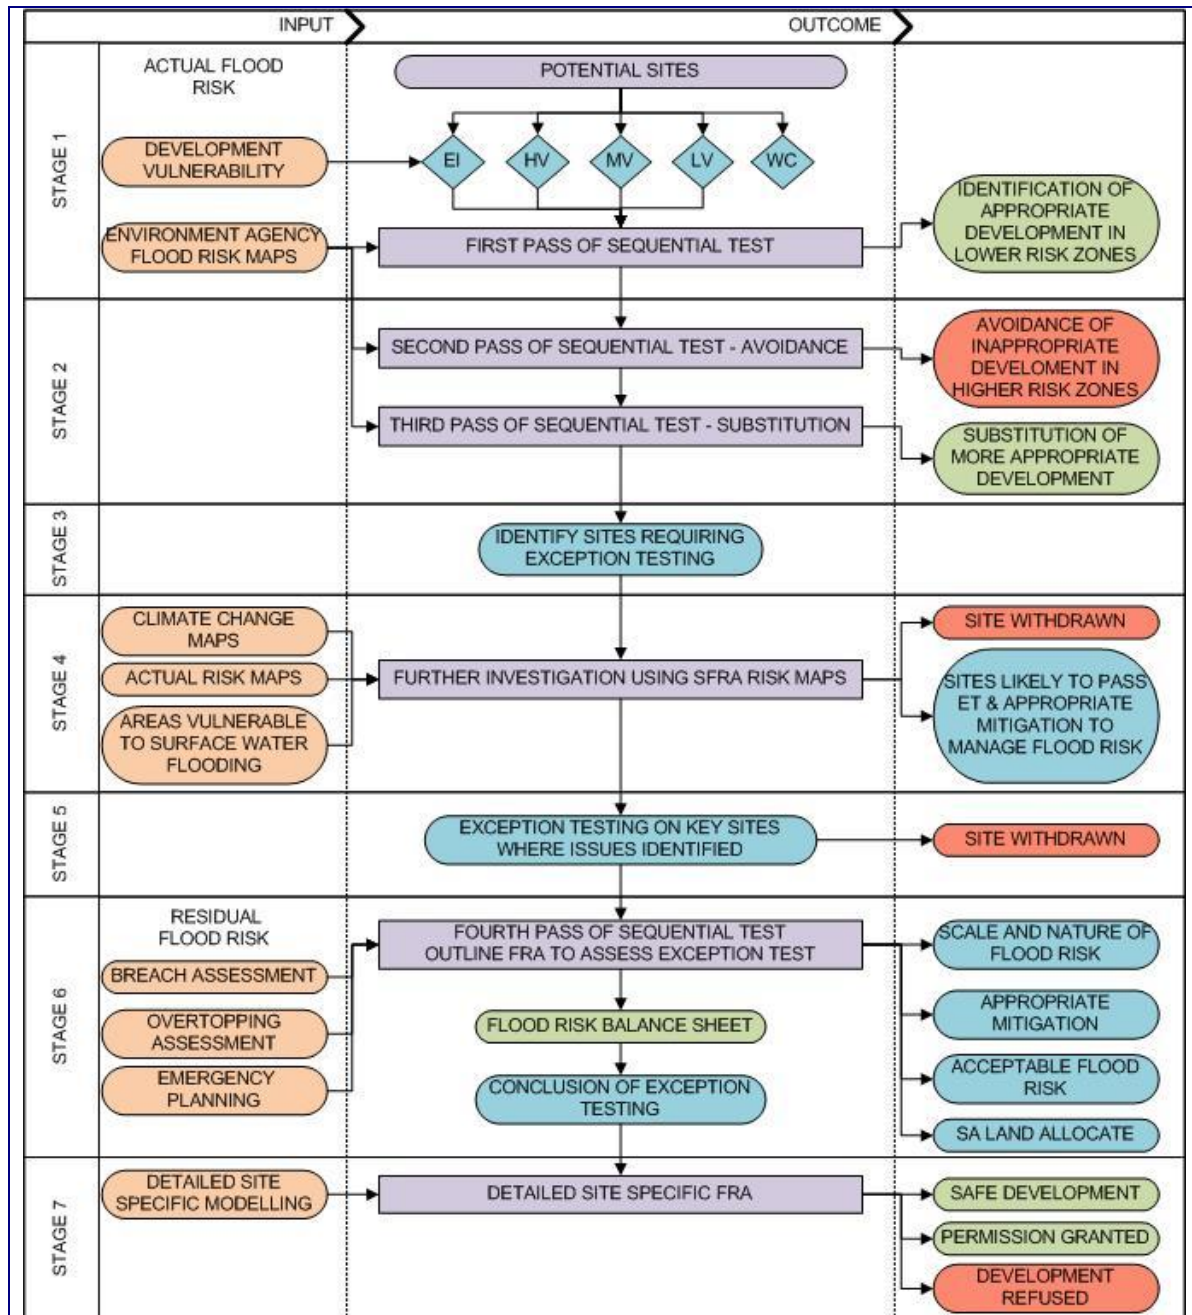 INPUT
OUTCOME
STAGE 1
ACTUAL FLOOD
RISK
POTENTIAL SITES
DEVELOPMENT
VULNERABILITY
EI
HV
MV
LV
WC
ENVIRONMENT AGENCY
FLOOD RISK MAPS
FIRST PASS OF SEQUENTIAL TEST
IDENTIFICATION OF
APPROPRIATE
DEVELOPMENT IN
LOWER RISK ZONES
STAGE 2
SECOND PASS OF SEQUENTIAL TEST - AVOIDANCE
AVOIDANCE OF
INAPPROPRIATE
DEVELOMENT IN
HIGHER RISK ZONES
THIRD PASS OF SEQUENTIAL TEST - SUBSTITUTION
SUBSTITUTION OF
MORE APPROPRIATE
DEVELOPMENT
STAGE 3
IDENTIFY SITES REQUIRING
EXCEPTION TESTING
STAGE 4
CLIMATE CHANGE
MAPS
ACTUAL RISK MAPS
AREAS VULNERABLE
TO SURFACE WATER
FLOODING
FURTHER INVESTIGATION USING SFRA RISK MAPS
SITE WITHDRAWN
SITES LIKELY TO PASS
ET & APPROPRIATE
MITIGATION TO
MANAGE FLOOD RISK
STAGE 5
EXCEPTION TESTING ON KEY SITES
WHERE ISSUES IDENTIFIED
SITE WITHDRAWN
STAGE 6
RESIDUAL
FLOOD RISK
BREACH ASSESSMENT
OVERTOPPING
ASSESSMENT
EMERGENCY
PLANNING
FOURTH PASS OF SEQUENTIAL TEST
OUTLINE FRA TO ASSESS EXCEPTION TEST
FLOOD RISK BALANCE SHEET
CONCLUSION OF EXCEPTION
TESTING
SCALE AND NATURE OF
FLOOD RISK
APPROPRIATE
MITIGATION
ACCEPTABLE FLOOD
RISK
SA LAND ALLOCATE
STAGE 7
DETAILED SITE
SPECIFIC MODELLING
DETAILED SITE SPECIFIC FRA
SAFE DEVELOPMENT
PERMISSION GRANTED
DEVELOPMENT
REFUSED